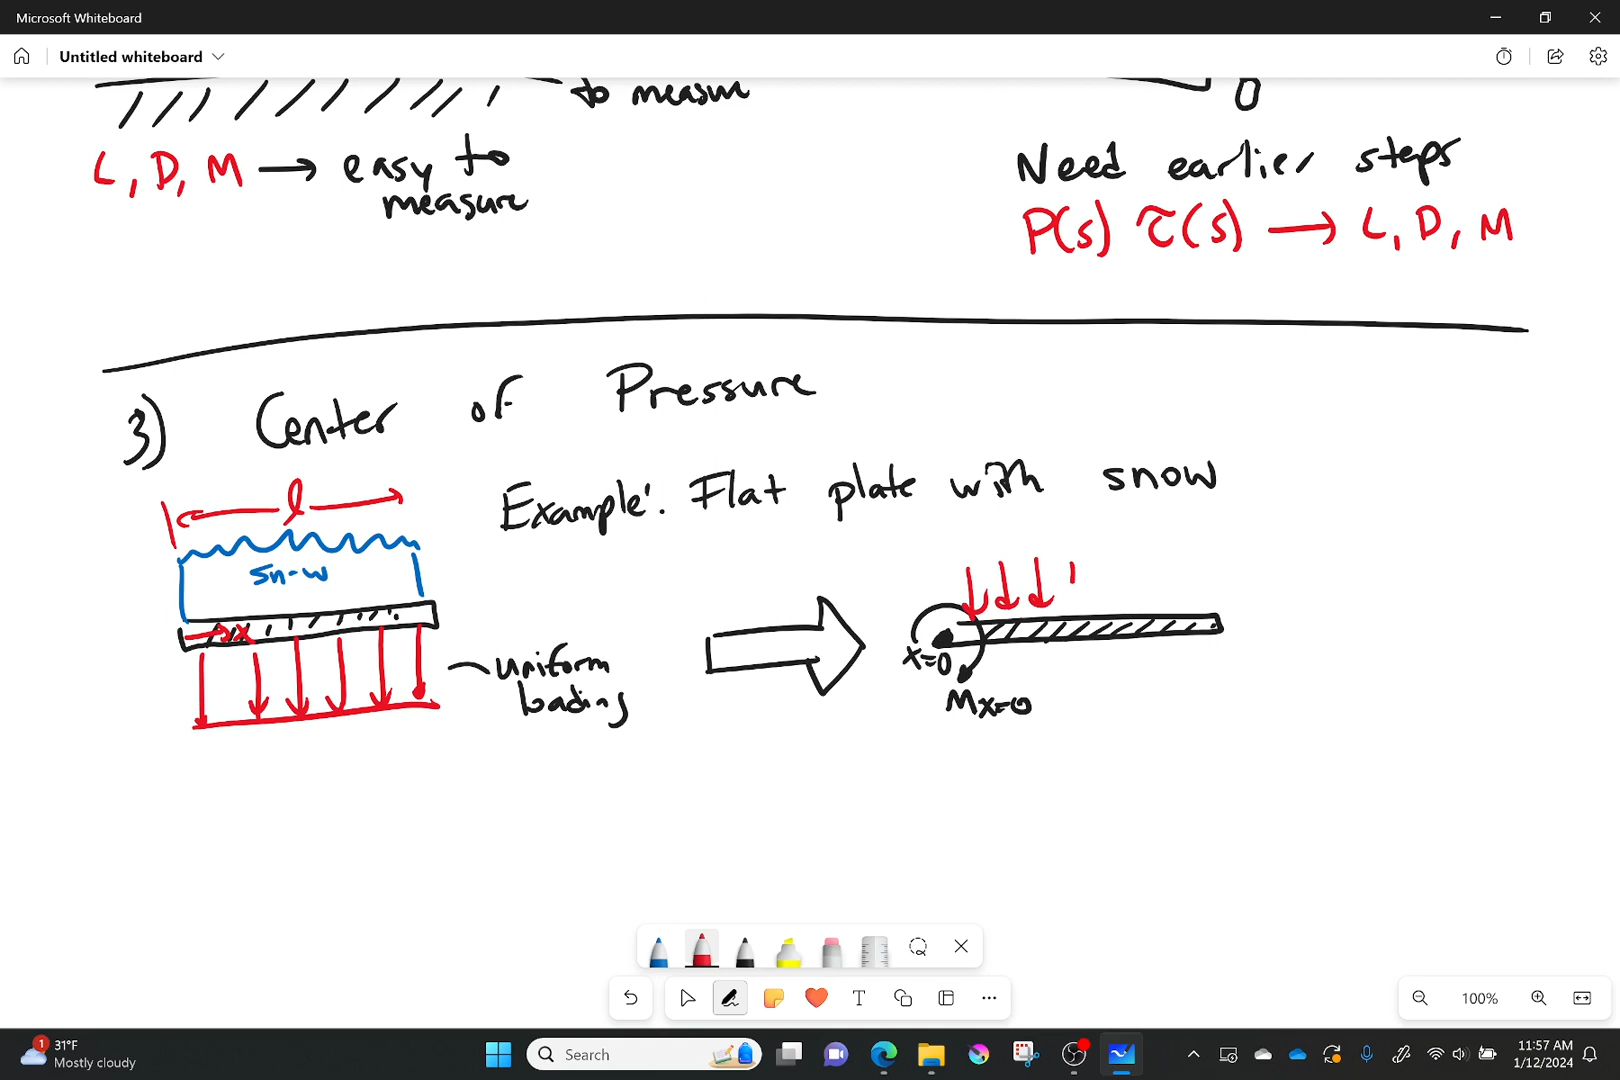 Microsoft Whiteboard
Untitled whiteboard
to measure
L, D, M → easy to
measure
Need earlier steps
P(s) τ(s) → L, D, M
3) Center of Pressure
Example: Flat plate with snow
l
snow
x
uniform
loading
x=0
Mx=0
100%
1
31°F
Mostly cloudy
Search
11:57 AM
1/12/2024